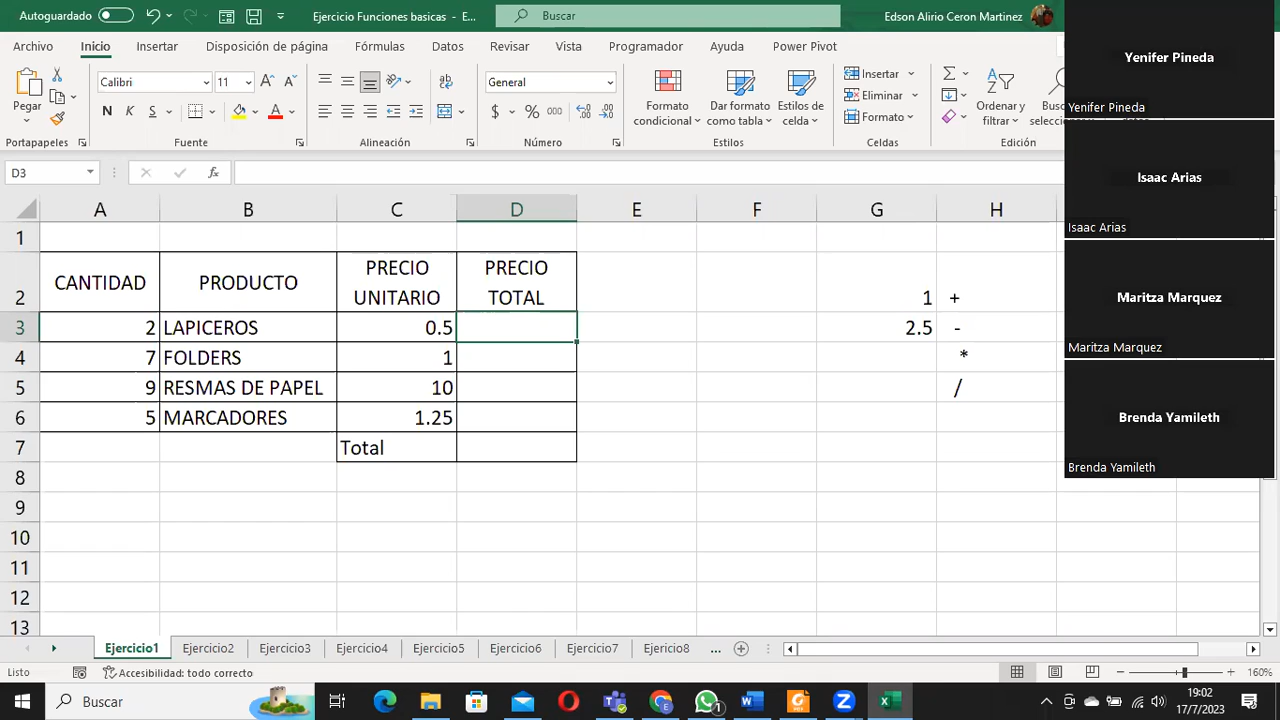 Autoguardado
Ejercicio Funciones basicas - E...
Buscar
Edson Alirio Ceron Martinez
Archivo Inicio Insertar Disposición de página Fórmulas Datos Revisar Vista Programador Ayuda Power Pivot
Pegar
Calibri 11
N K S
General
$ % 000
Formato condicional
Dar formato como tabla
Estilos de celda
Insertar
Eliminar
Formato
Ordenar y filtrar
Portapapeles Fuente Alineación Número Estilos Celdas Edición
D3 fx
A B C D E F G H
1
2 CANTIDAD PRODUCTO PRECIO UNITARIO PRECIO TOTAL 1 +
3 2 LAPICEROS 0.5 2.5 -
4 7 FOLDERS 1 *
5 9 RESMAS DE PAPEL 10 /
6 5 MARCADORES 1.25
7 Total
8
9
10
11
12
13
Yenifer Pineda
Yenifer Pineda
Isaac Arias
Isaac Arias
Maritza Marquez
Maritza Marquez
Brenda Yamileth
Brenda Yamileth
Ejercicio1 Ejercicio2 Ejercicio3 Ejercicio4 Ejercicio5 Ejercicio6 Ejercicio7 Ejericio8 ...
Listo Accesibilidad: todo correcto 160%
Buscar
19:02
17/7/2023